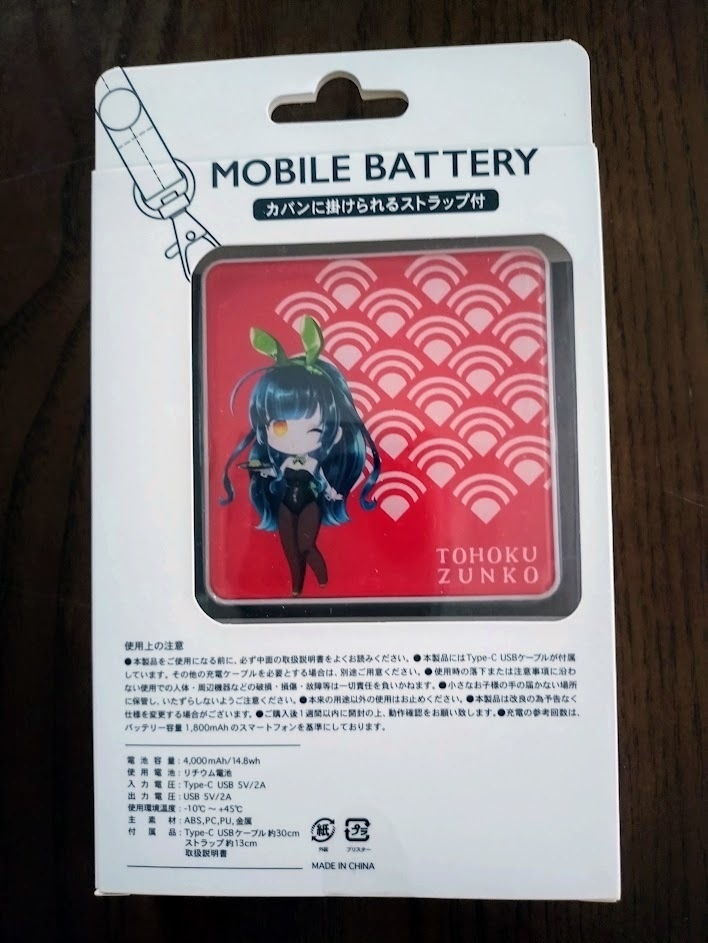 MOBILE BATTERY
カバンに掛けられるストラップ付
TOHOKU
ZUNKO
使用上の注意
●本製品をご使用になる前に、必ず中面の取扱説明書をよくお読みください。●本製品にはType-C USBケーブルが付属
しています。その他の充電ケーブルを必要とする場合は、別途ご用意ください。●使用時の落下または注意事項に沿わ
ない使用での人体・周辺機器などの破損・損傷・故障等は一切責任を負いかねます。●小さなお子様の手の届かない場所
に保管し、いたずらしないようご注意ください。●本来の用途以外の使用はお止めください。●本製品は改良の為予告なく
仕様を変更する場合がございます。●ご購入後1週間以内に開封の上、動作確認をお願い致します。●充電の参考回数は、
バッテリー容量1,800mAhのスマートフォンを基準にしております。
電池容量:4,000mAh/14.8wh
使用電池:リチウム電池
入力電圧:Type-C USB 5V/2A
出力電圧:USB 5V/2A
使用環境温度:-10℃～+45℃
主素材:ABS,PC,PU,金属
付属品:Type-C USBケーブル 約30cm
ストラップ 約13cm
取扱説明書
紙 プラ
外装 ブリスター
MADE IN CHINA